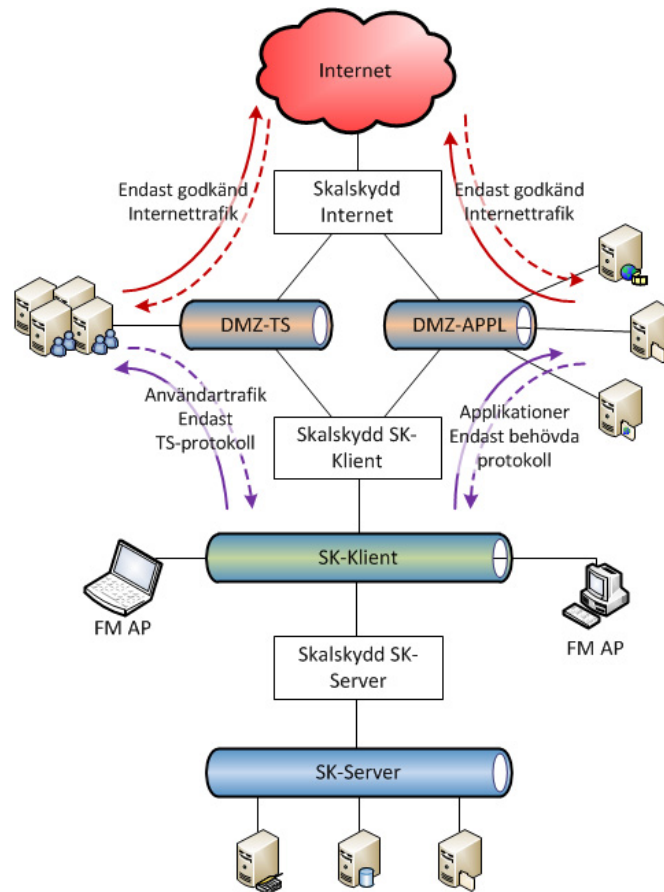 Internet
Endast godkänd
Internettrafik
Skalskydd
Internet
Endast godkänd
Internettrafik
DMZ-TS
DMZ-APPL
Användartrafik
Endast
TS-protokoll
Skalskydd SK-
Klient
Applikationer
Endast behövda
protokoll
SK-Klient
FM AP
FM AP
Skalskydd SK-
Server
SK-Server